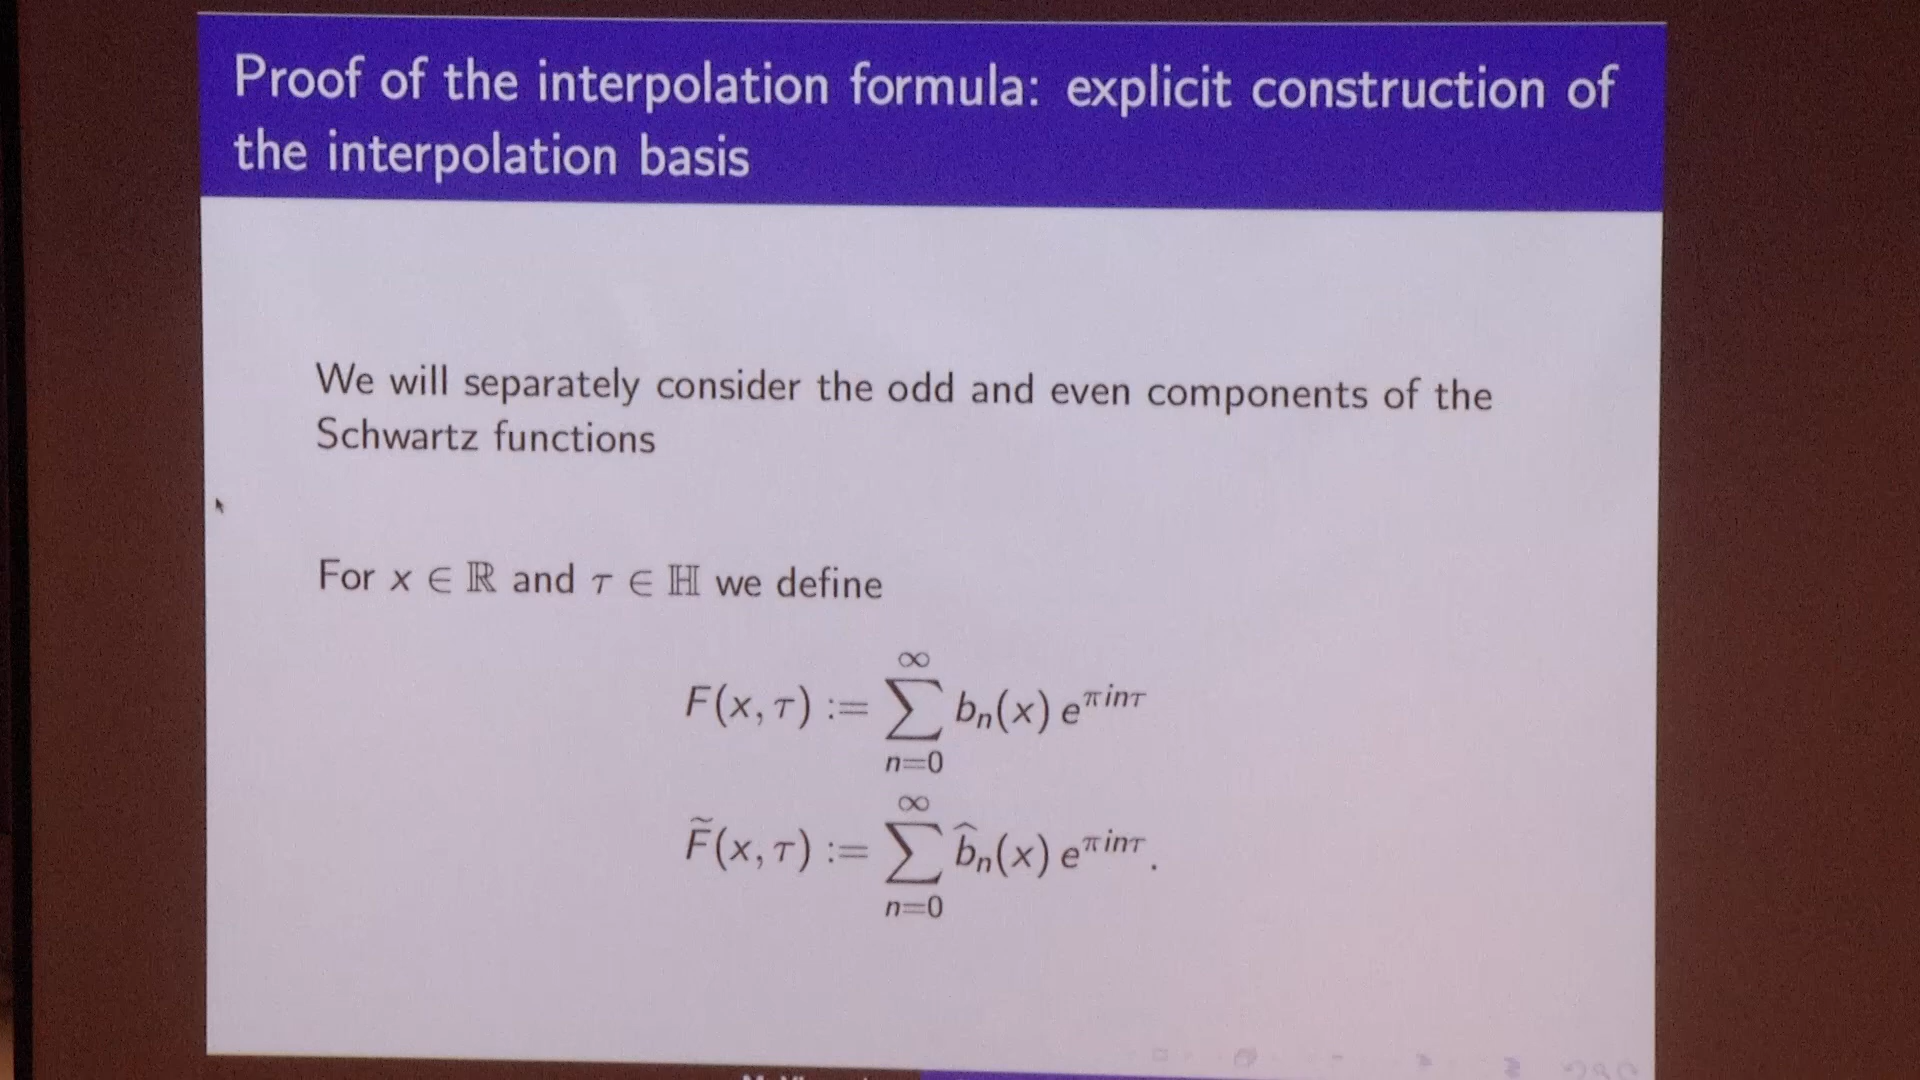 Proof of the interpolation formula: explicit construction of
the interpolation basis
We will separately consider the odd and even components of the
Schwartz functions
For x ∈ ℝ and τ ∈ ℍ we define
F(x, τ) := ∑_{n=0}^{∞} b_n(x) e^{πinτ}
F̃(x, τ) := ∑_{n=0}^{∞} b̂_n(x) e^{πinτ}.